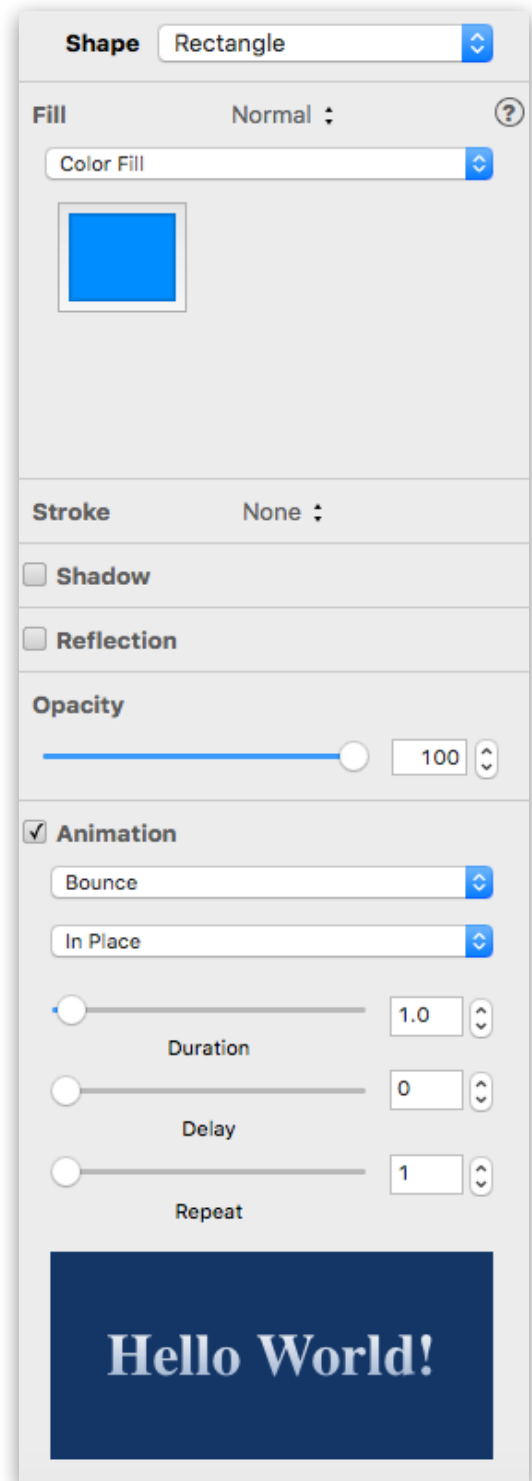 Shape Rectangle
Fill Normal ?
Color Fill
Stroke None
Shadow
Reflection
Opacity
100
Animation
Bounce
In Place
1.0
Duration
0
Delay
1
Repeat
Hello World!